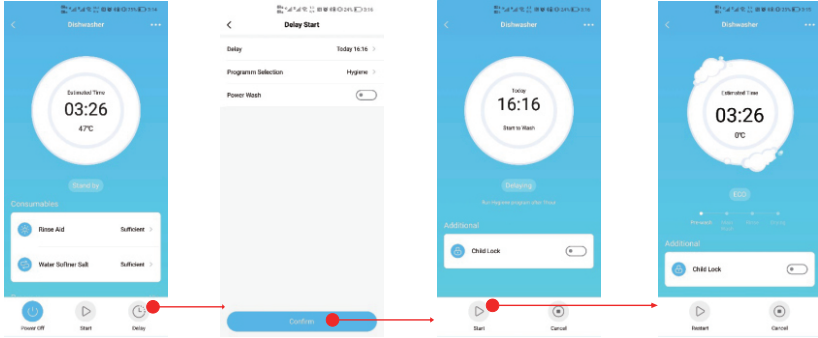 Dishwasher
Estimated Time
03:26
47°C
Stand by
Consumables
Rinse Aid
Sufficient
Water Softner Salt
Sufficient
Power Off
Start
Delay
Delay Start
Delay
Today 16:16
Programm Selection
Hygiene
Power Wash
Confirm
Dishwasher
Today
16:16
Start to Wash
Delaying
Additional
Child Lock
Start
Cancel
Dishwasher
Estimated Time
03:26
0°C
ECO
Additional
Child Lock
Restart
Cancel